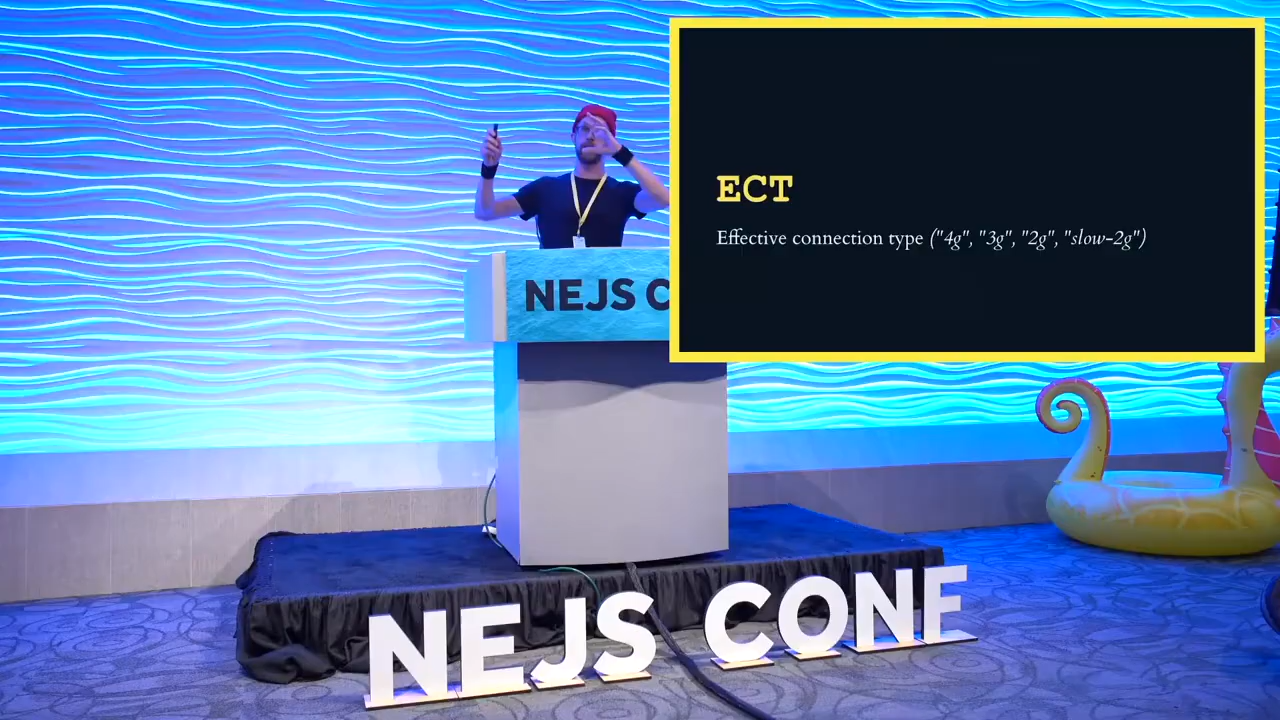 ECT
Effective connection type ("4g", "3g", "2g", "slow-2g")
NEJS C
NEJS CONF